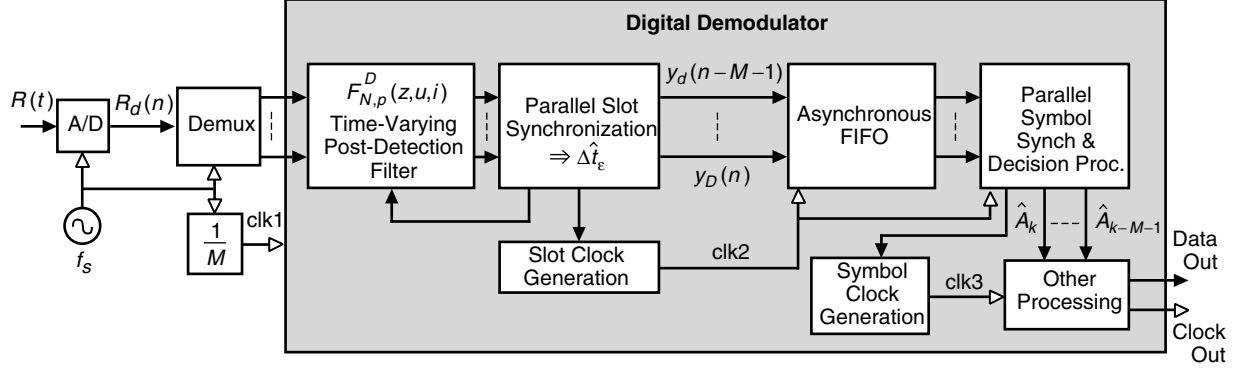 Digital Demodulator
R(t)
A/D
R_d(n)
Demux
f_s
1/M
clk1
F^D_{N,p}(z,u,i)
Time-Varying
Post-Detection
Filter
Parallel Slot
Synchronization
⇒ Δt̂_ε
y_d(n–M–1)
y_D(n)
Slot Clock
Generation
clk2
Asynchronous
FIFO
Parallel
Symbol
Synch &
Decision Proc.
Â_k
Â_{k–M–1}
Symbol
Clock
Generation
clk3
Other
Processing
Data
Out
Clock
Out